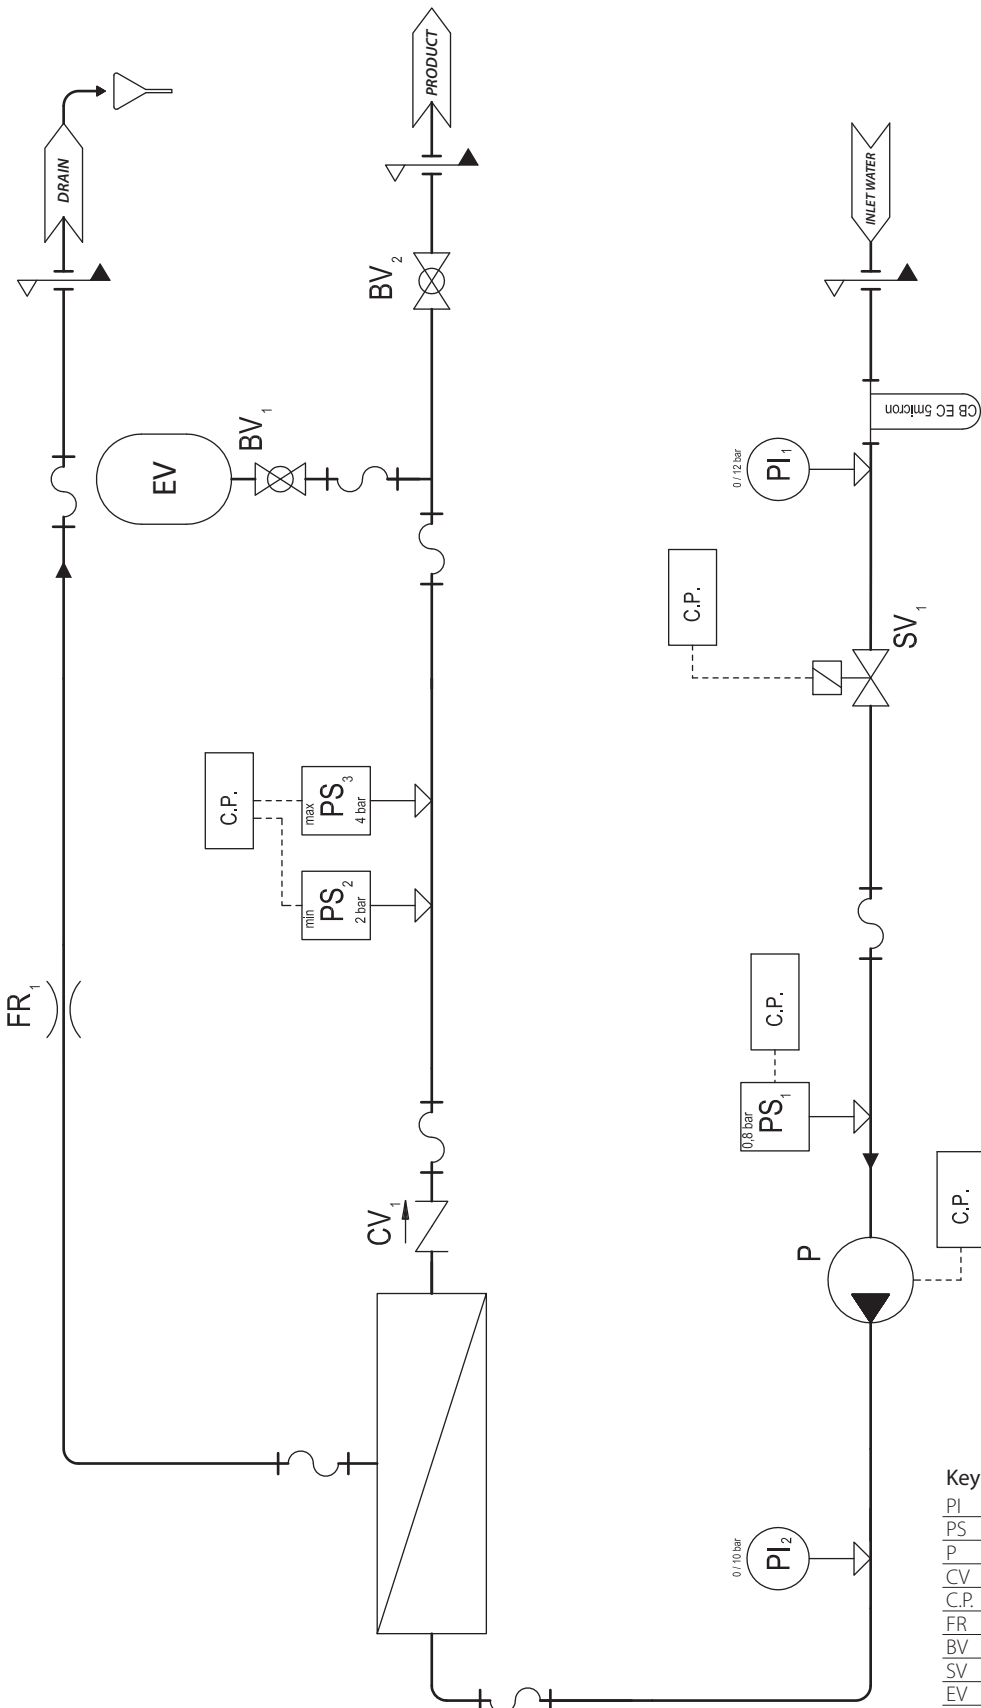 DRAIN
PRODUCT
INLET WATER
BV2
BV1
EV
CB EC 5micron
0 / 12 bar
PI1
C.P.
SV1
C.P.
max
PS3
4 bar
min
PS2
2 bar
FR1
C.P.
0,8 bar
PS1
CV1
P
C.P.
0 / 10 bar
PI2
Key
PI
PS
P
CV
C.P.
FR
BV
SV
EV